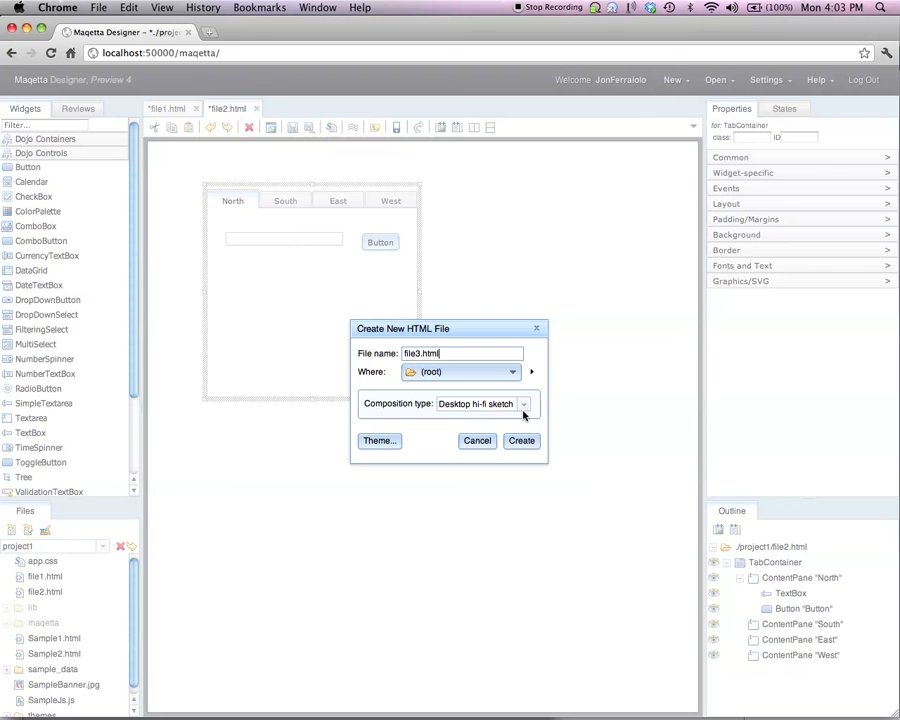 Chrome File Edit View History Bookmarks Window Help Stop Recording (100%) Mon 4:03 PM
Maqetta Designer – *./proje
localhost:50000/maqetta/
Maqetta Designer, Preview 4 Welcome JonFerraiolo New Open Settings Help Log Out
Widgets Reviews *file1.html *file2.html Properties States
Filter...
for: TabContainer
class: ID
Dojo Containers
Dojo Controls
Button
Calendar
CheckBox
ColorPalette
ComboBox
ComboButton
CurrencyTextBox
DataGrid
DateTextBox
DropDownButton
DropDownSelect
FilteringSelect
MultiSelect
NumberSpinner
NumberTextBox
RadioButton
SimpleTextarea
Textarea
TextBox
TimeSpinner
ToggleButton
Tree
ValidationTextBox
Common >
Widget-specific >
Events >
Layout >
Padding/Margins >
Background >
Border >
Fonts and Text >
Graphics/SVG >
North South East West
Button
Create New HTML File
File name: file3.html
Where: (root)
Composition type: Desktop hi-fi sketch
Theme... Cancel Create
Files
project1
app.css
file1.html
file2.html
lib
maqetta
Sample1.html
Sample2.html
sample_data
SampleBanner.jpg
SampleJs.js
themes
Outline
./project1/file2.html
TabContainer
ContentPane "North"
TextBox
Button "Button"
ContentPane "South"
ContentPane "East"
ContentPane "West"